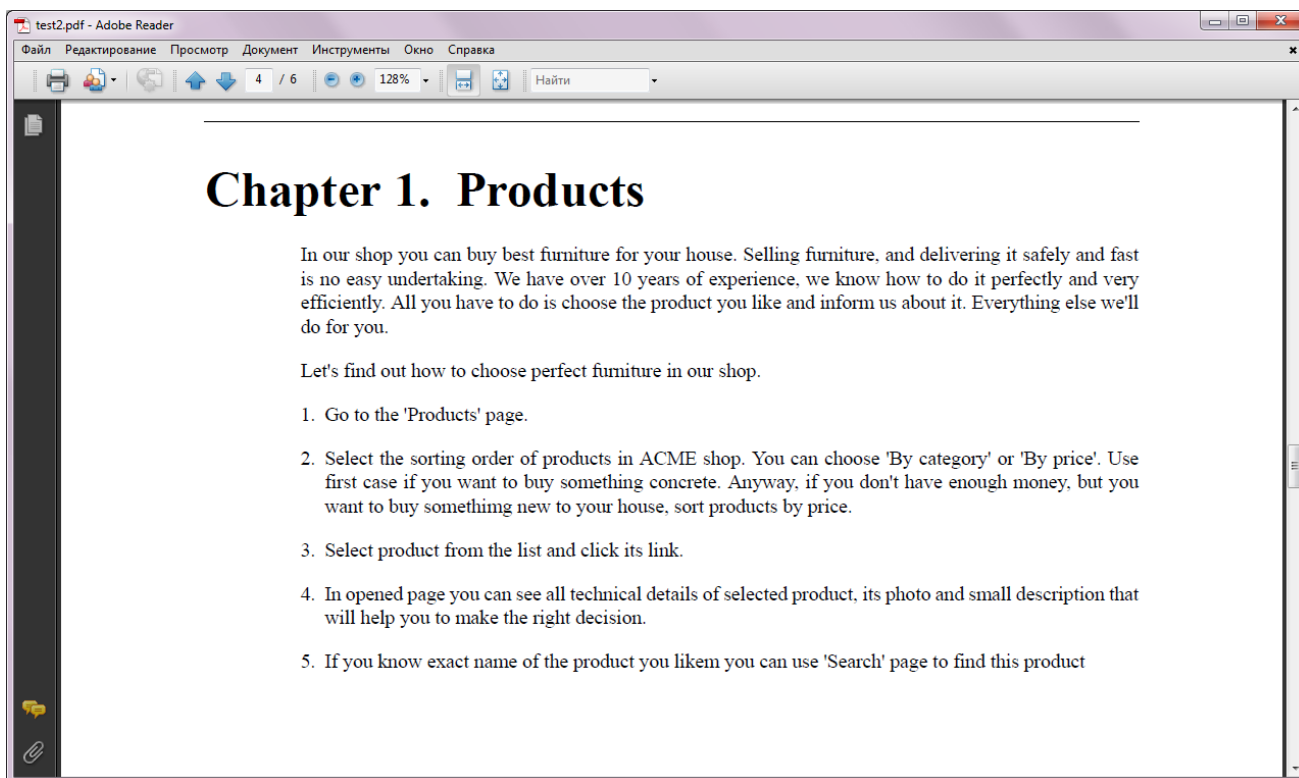 test2.pdf - Adobe Reader
Файл Редактирование Просмотр Документ Инструменты Окно Справка
4 / 6 128% Найти
Chapter 1. Products
In our shop you can buy best furniture for your house. Selling furniture, and delivering it safely and fast
is no easy undertaking. We have over 10 years of experience, we know how to do it perfectly and very
efficiently. All you have to do is choose the product you like and inform us about it. Everything else we'll
do for you.
Let's find out how to choose perfect furniture in our shop.
1. Go to the 'Products' page.
2. Select the sorting order of products in ACME shop. You can choose 'By category' or 'By price'. Use
first case if you want to buy something concrete. Anyway, if you don't have enough money, but you
want to buy somethimg new to your house, sort products by price.
3. Select product from the list and click its link.
4. In opened page you can see all technical details of selected product, its photo and small description that
will help you to make the right decision.
5. If you know exact name of the product you likem you can use 'Search' page to find this product